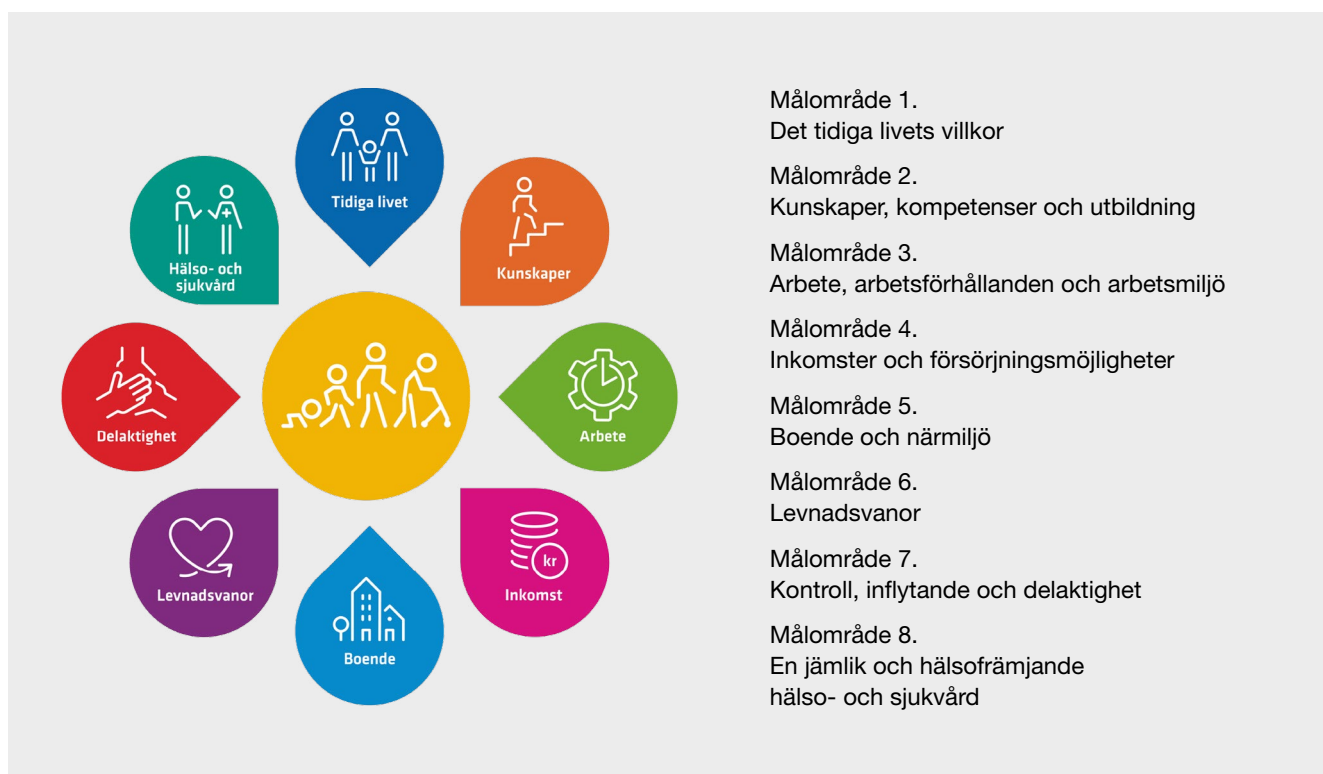 Tidiga livet
Kunskaper
Arbete
kr
Inkomst
Boende
Levnadsvanor
Delaktighet
Hälso- och
sjukvård
Målområde 1.
Det tidiga livets villkor
Målområde 2.
Kunskaper, kompetenser och utbildning
Målområde 3.
Arbete, arbetsförhållanden och arbetsmiljö
Målområde 4.
Inkomster och försörjningsmöjligheter
Målområde 5.
Boende och närmiljö
Målområde 6.
Levnadsvanor
Målområde 7.
Kontroll, inflytande och delaktighet
Målområde 8.
En jämlik och hälsofrämjande
hälso- och sjukvård